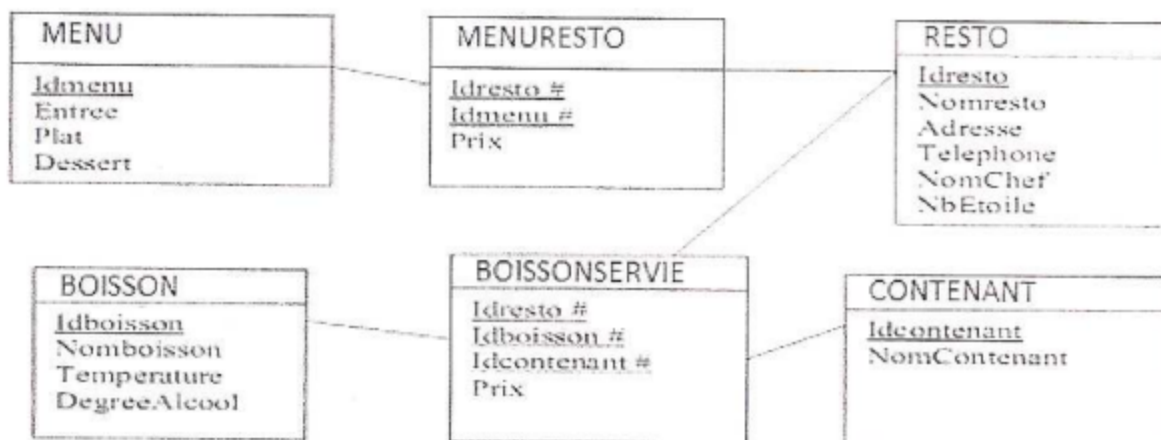 MENU
Idmenu
Entree
Plat
Dessert
MENURESTO
Idresto #
Idmenu #
Prix
RESTO
Idresto
Nomresto
Adresse
Telephone
NomChef
NbEtoile
BOISSON
Idboisson
Nomboisson
Temperature
DegreeAlcool
BOISSONSERVIE
Idresto #
Idboisson #
Idcontenant #
Prix
CONTENANT
Idcontenant
NomContenant